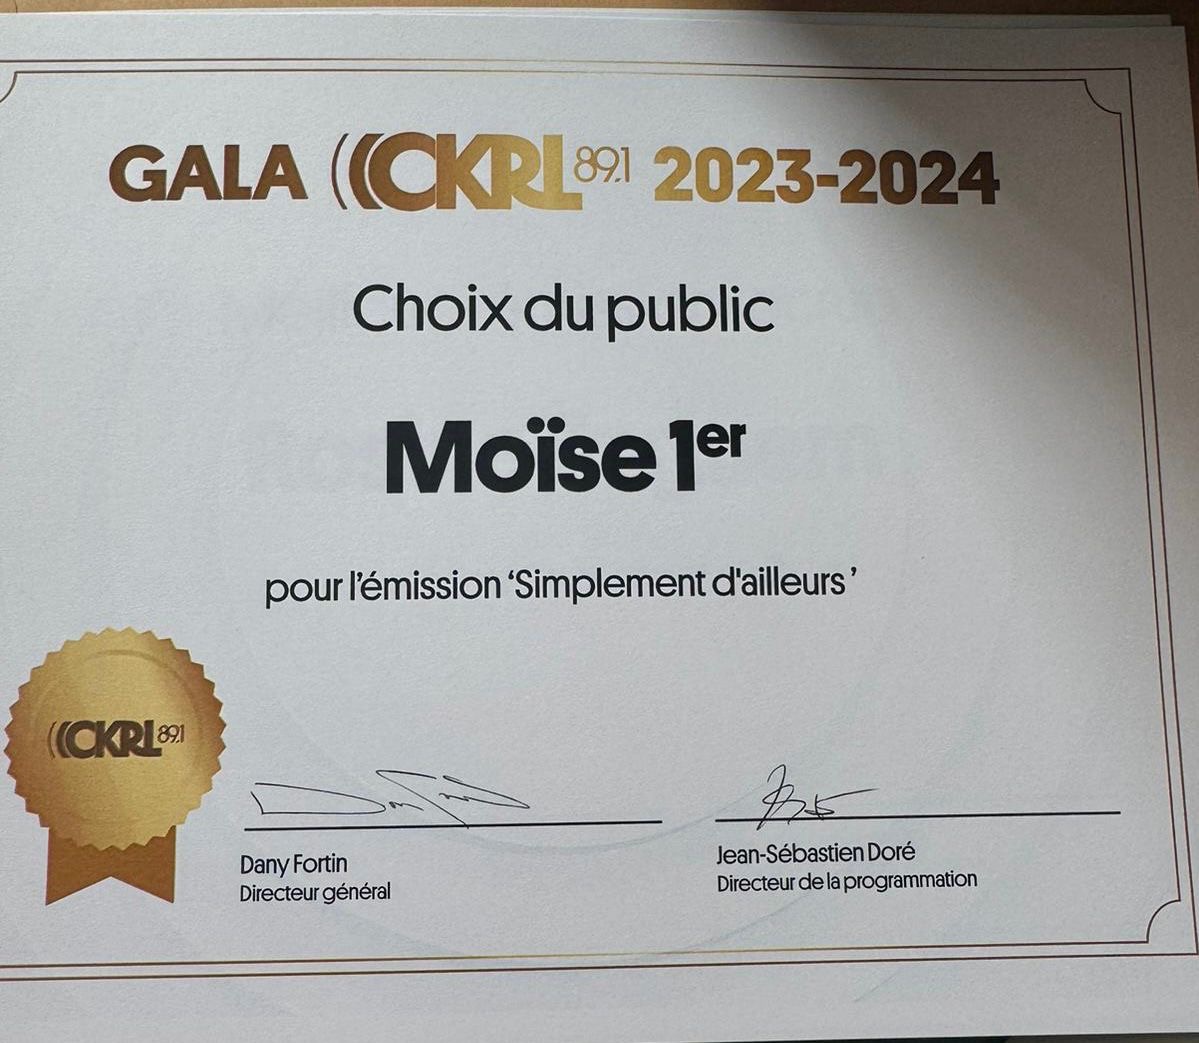 GALA CKRL 89.1 2023-2024
Choix du public
Moïse 1er
pour l'émission ‘Simplement d'ailleurs ’
CKRL 89.1
Dany Fortin
Directeur général
Jean-Sébastien Doré
Directeur de la programmation